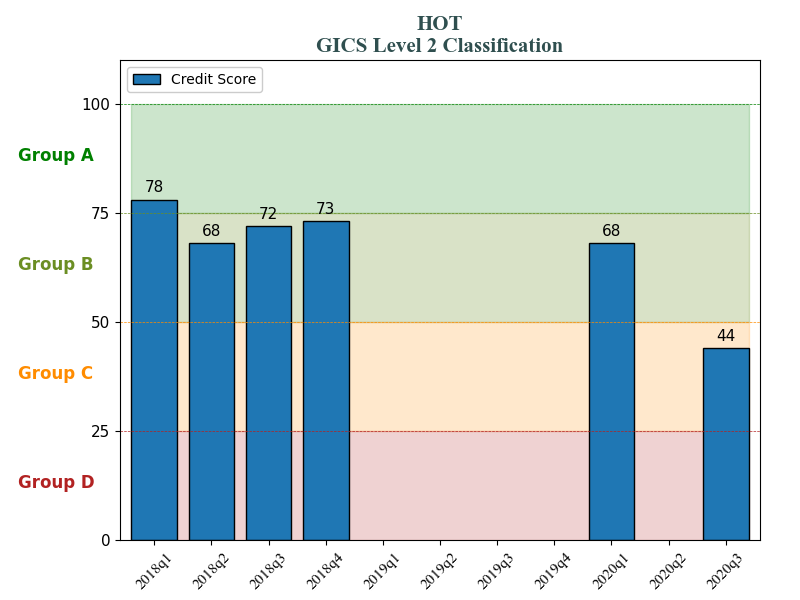 HOT
GICS Level 2 Classification
Credit Score
100
Group A
78
75
73
72
68
68
Group B
50
44
Group C
25
Group D
0
2018q1 2018q2 2018q3 2018q4 2019q1 2019q2 2019q3 2019q4 2020q1 2020q2 2020q3